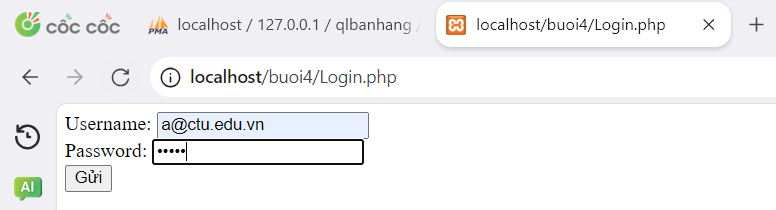 cốc cốc
PMA localhost / 127.0.0.1 / qlbanhang /
localhost/buoi4/Login.php
localhost/buoi4/Login.php
Username: a@ctu.edu.vn
Password: •••••
AI Gửi